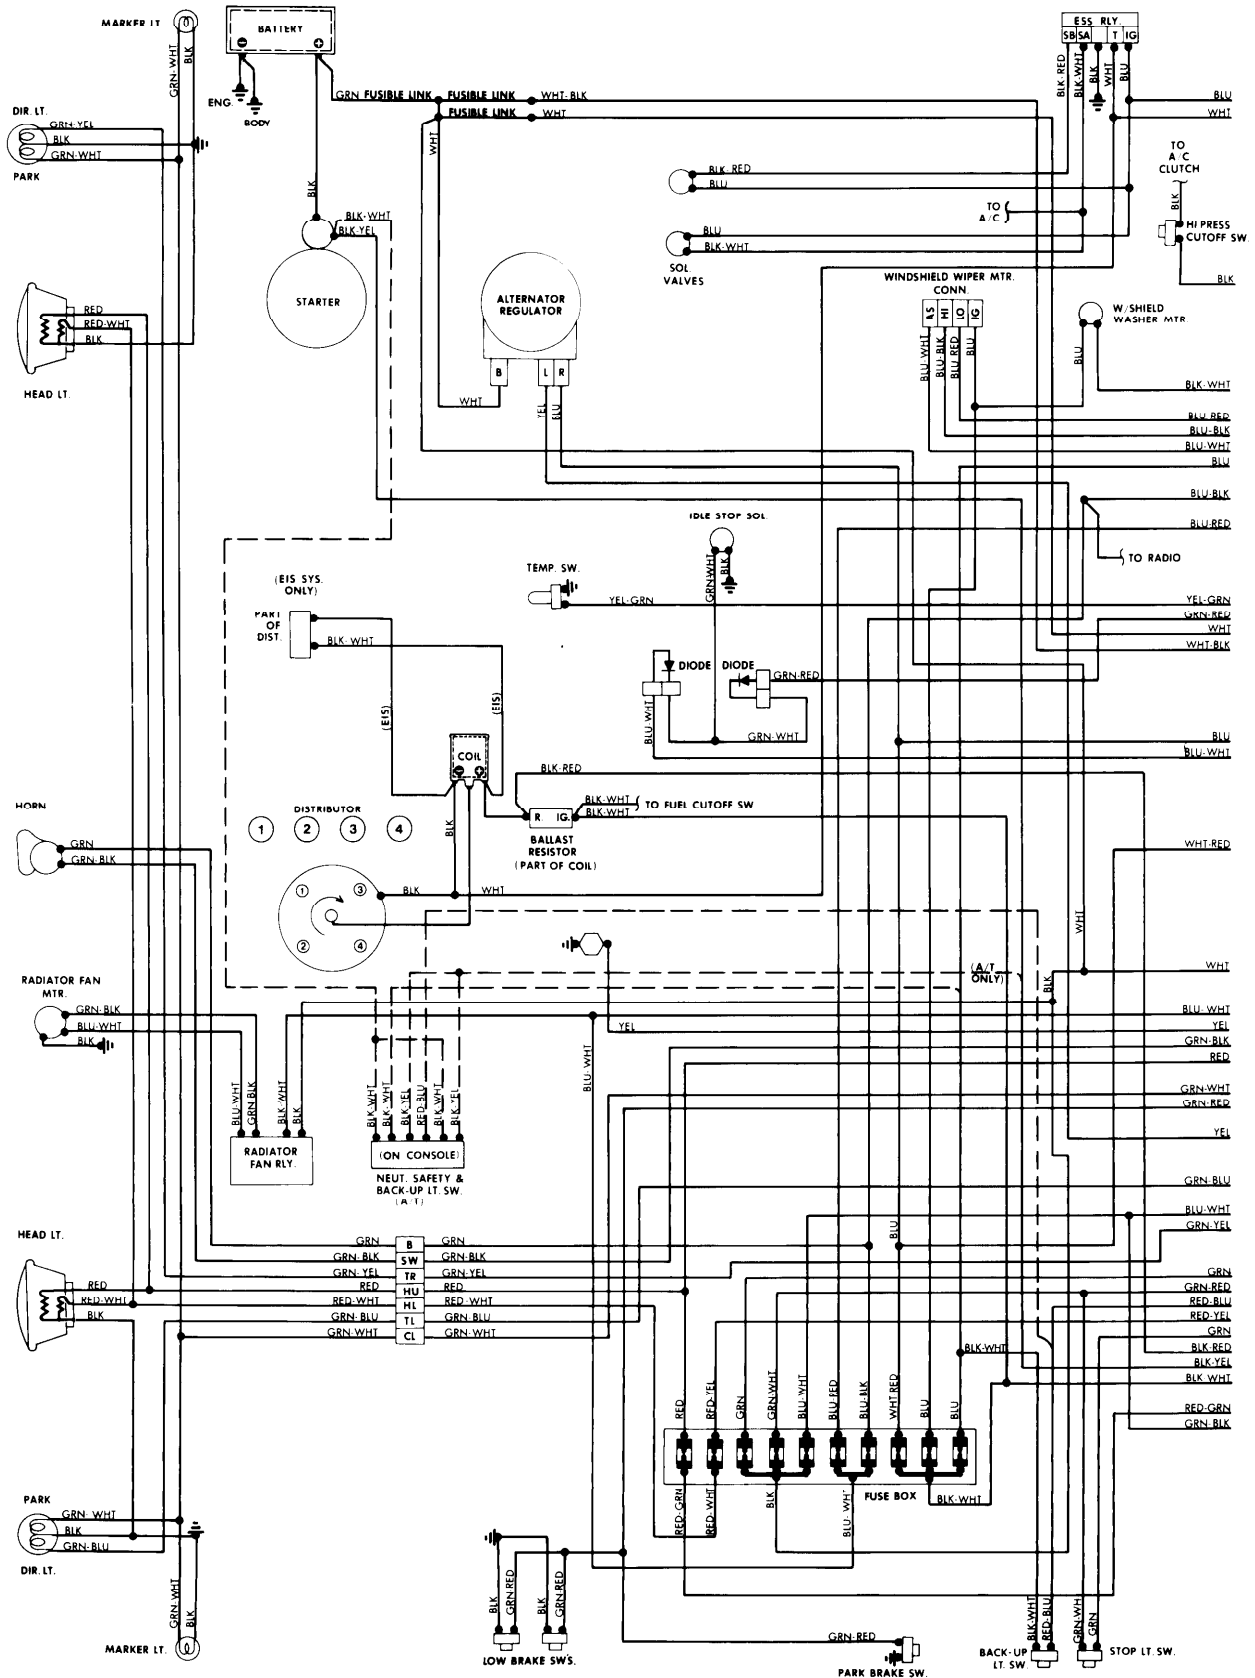 MARKER LT
GRN-WHT
BLK
BATTERY
ENG.
BODY
GRN FUSIBLE LINK
FUSIBLE LINK
WHT-BLK
FUSIBLE LINK
WHT
WHT
ESS RLY.
SB SA T IG
BLK-RED
BLK-WHT
BLK
WHT
BLU
BLU
WHT
DIR. LT.
GRN-YEL
BLK
GRN-WHT
PARK
BLK
BLK-WHT
BLK-YEL
STARTER
BLK RED
BLU
TO
A/C
BLU
BLK-WHT
SOL.
VALVES
TO
A/C
CLUTCH
BLK
HI PRESS
CUTOFF SW.
BLK
ALTERNATOR
REGULATOR
B
L R
WHT
YEL
BLU
WINDSHIELD WIPER MTR.
CONN.
AS HI LO IG
BLU-WHT
BLU-BLK
BLU-RED
BLU
W/SHIELD
WASHER MTR.
BLU
BLK-WHT
BLU RED
BLU-BLK
BLU-WHT
BLU
BLU-BLK
BLU-RED
TO RADIO
RED
RED-WHT
BLK
HEAD LT.
IDLE STOP SOL.
GRN-WHT
BLK
TEMP. SW.
YEL-GRN
YEL-GRN
GRN-RED
WHT
WHT-BLK
(EIS SYS.
ONLY)
PART
OF
DIST.
BLK-WHT
(EIS)
(EIS)
DIODE
DIODE
GRN-RED
BLU-WHT
GRN-WHT
BLU
BLU-WHT
COIL
BLK-RED
BLK-WHT
TO FUEL CUTOFF SW
BLK-WHT
R. IG.
BALLAST
RESISTOR
(PART OF COIL)
BLK
HORN
GRN
GRN-BLK
DISTRIBUTOR
1 2 3 4
1
3
2
4
BLK
WHT
WHT-RED
WHT
(A/T
ONLY)
BLK
WHT
RADIATOR FAN
MTR.
GRN-BLK
BLU-WHT
BLK
BLU-WHT
YEL
YEL
GRN-BLK
RED
BLU-WHT
GRN-WHT
GRN-RED
YEL
BLU-WHT
GRN BLK
BLK-WHT
BLK
RADIATOR
FAN RLY.
BLK-WHT
BLK-WHT
BLK-YEL
RED-BLU
BLK-WHT
BLK-YEL
(ON CONSOLE)
NEUT. SAFETY &
BACK-UP LT. SW.
(A/T)
GRN-BLU
BLU-WHT
GRN-YEL
BLU
HEAD LT.
RED
RED-WHT
BLK
GRN B GRN
GRN-BLK SW GRN-BLK
GRN-YEL TR GRN-YEL
RED HU RED
RED-WHT HL RED-WHT
GRN-BLU TL GRN-BLU
GRN-WHT CL GRN-WHT
GRN
GRN-RED
RED-BLU
RED-YEL
GRN
BLK-RED
BLK-YEL
BLK WHT
RED-GRN
GRN-BLK
BLK-WHT
RED
RED-YEL
GRN
GRN-WHT
BLU-WHT
BLU-RED
BLU-BLK
WHT RED
BLU
BLU
FUSE BOX
RED-GRN
RED-WHT
BLK
BLU-WHT
BLK-WHT
PARK
GRN-WHT
BLK
GRN-BLU
DIR. LT.
GRN-WHT
BLK
MARKER LT.
BLK
GRN-RED
BLK
GRN-RED
LOW BRAKE SW'S.
GRN-RED
PARK BRAKE SW.
BLK-WHT
RED-BLU
BACK-UP
LT. SW.
GRN-WH
GRN
STOP LT. SW.